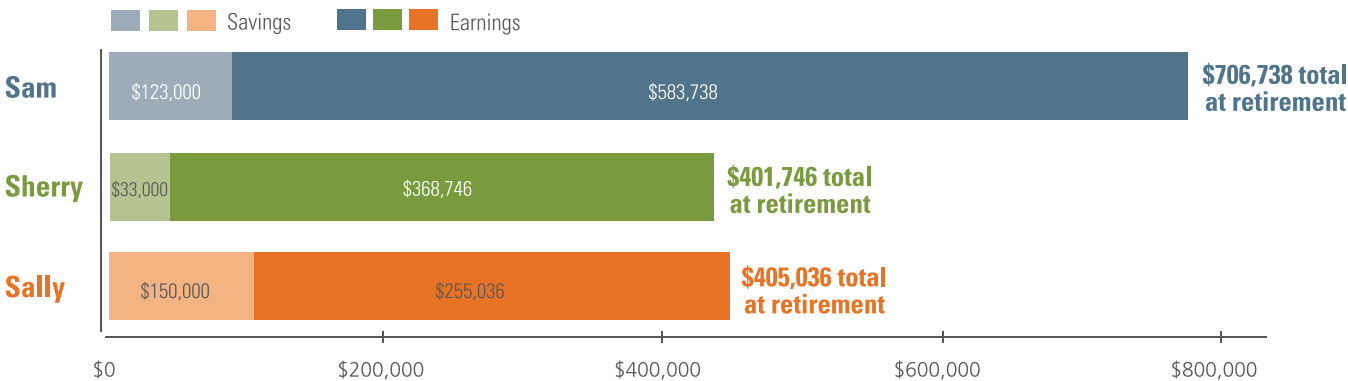 Savings Earnings
Sam $123,000 $583,738 $706,738 total
at retirement
Sherry $33,000 $368,746 $401,746 total
at retirement
Sally $150,000 $255,036 $405,036 total
at retirement
$0 $200,000 $400,000 $600,000 $800,000